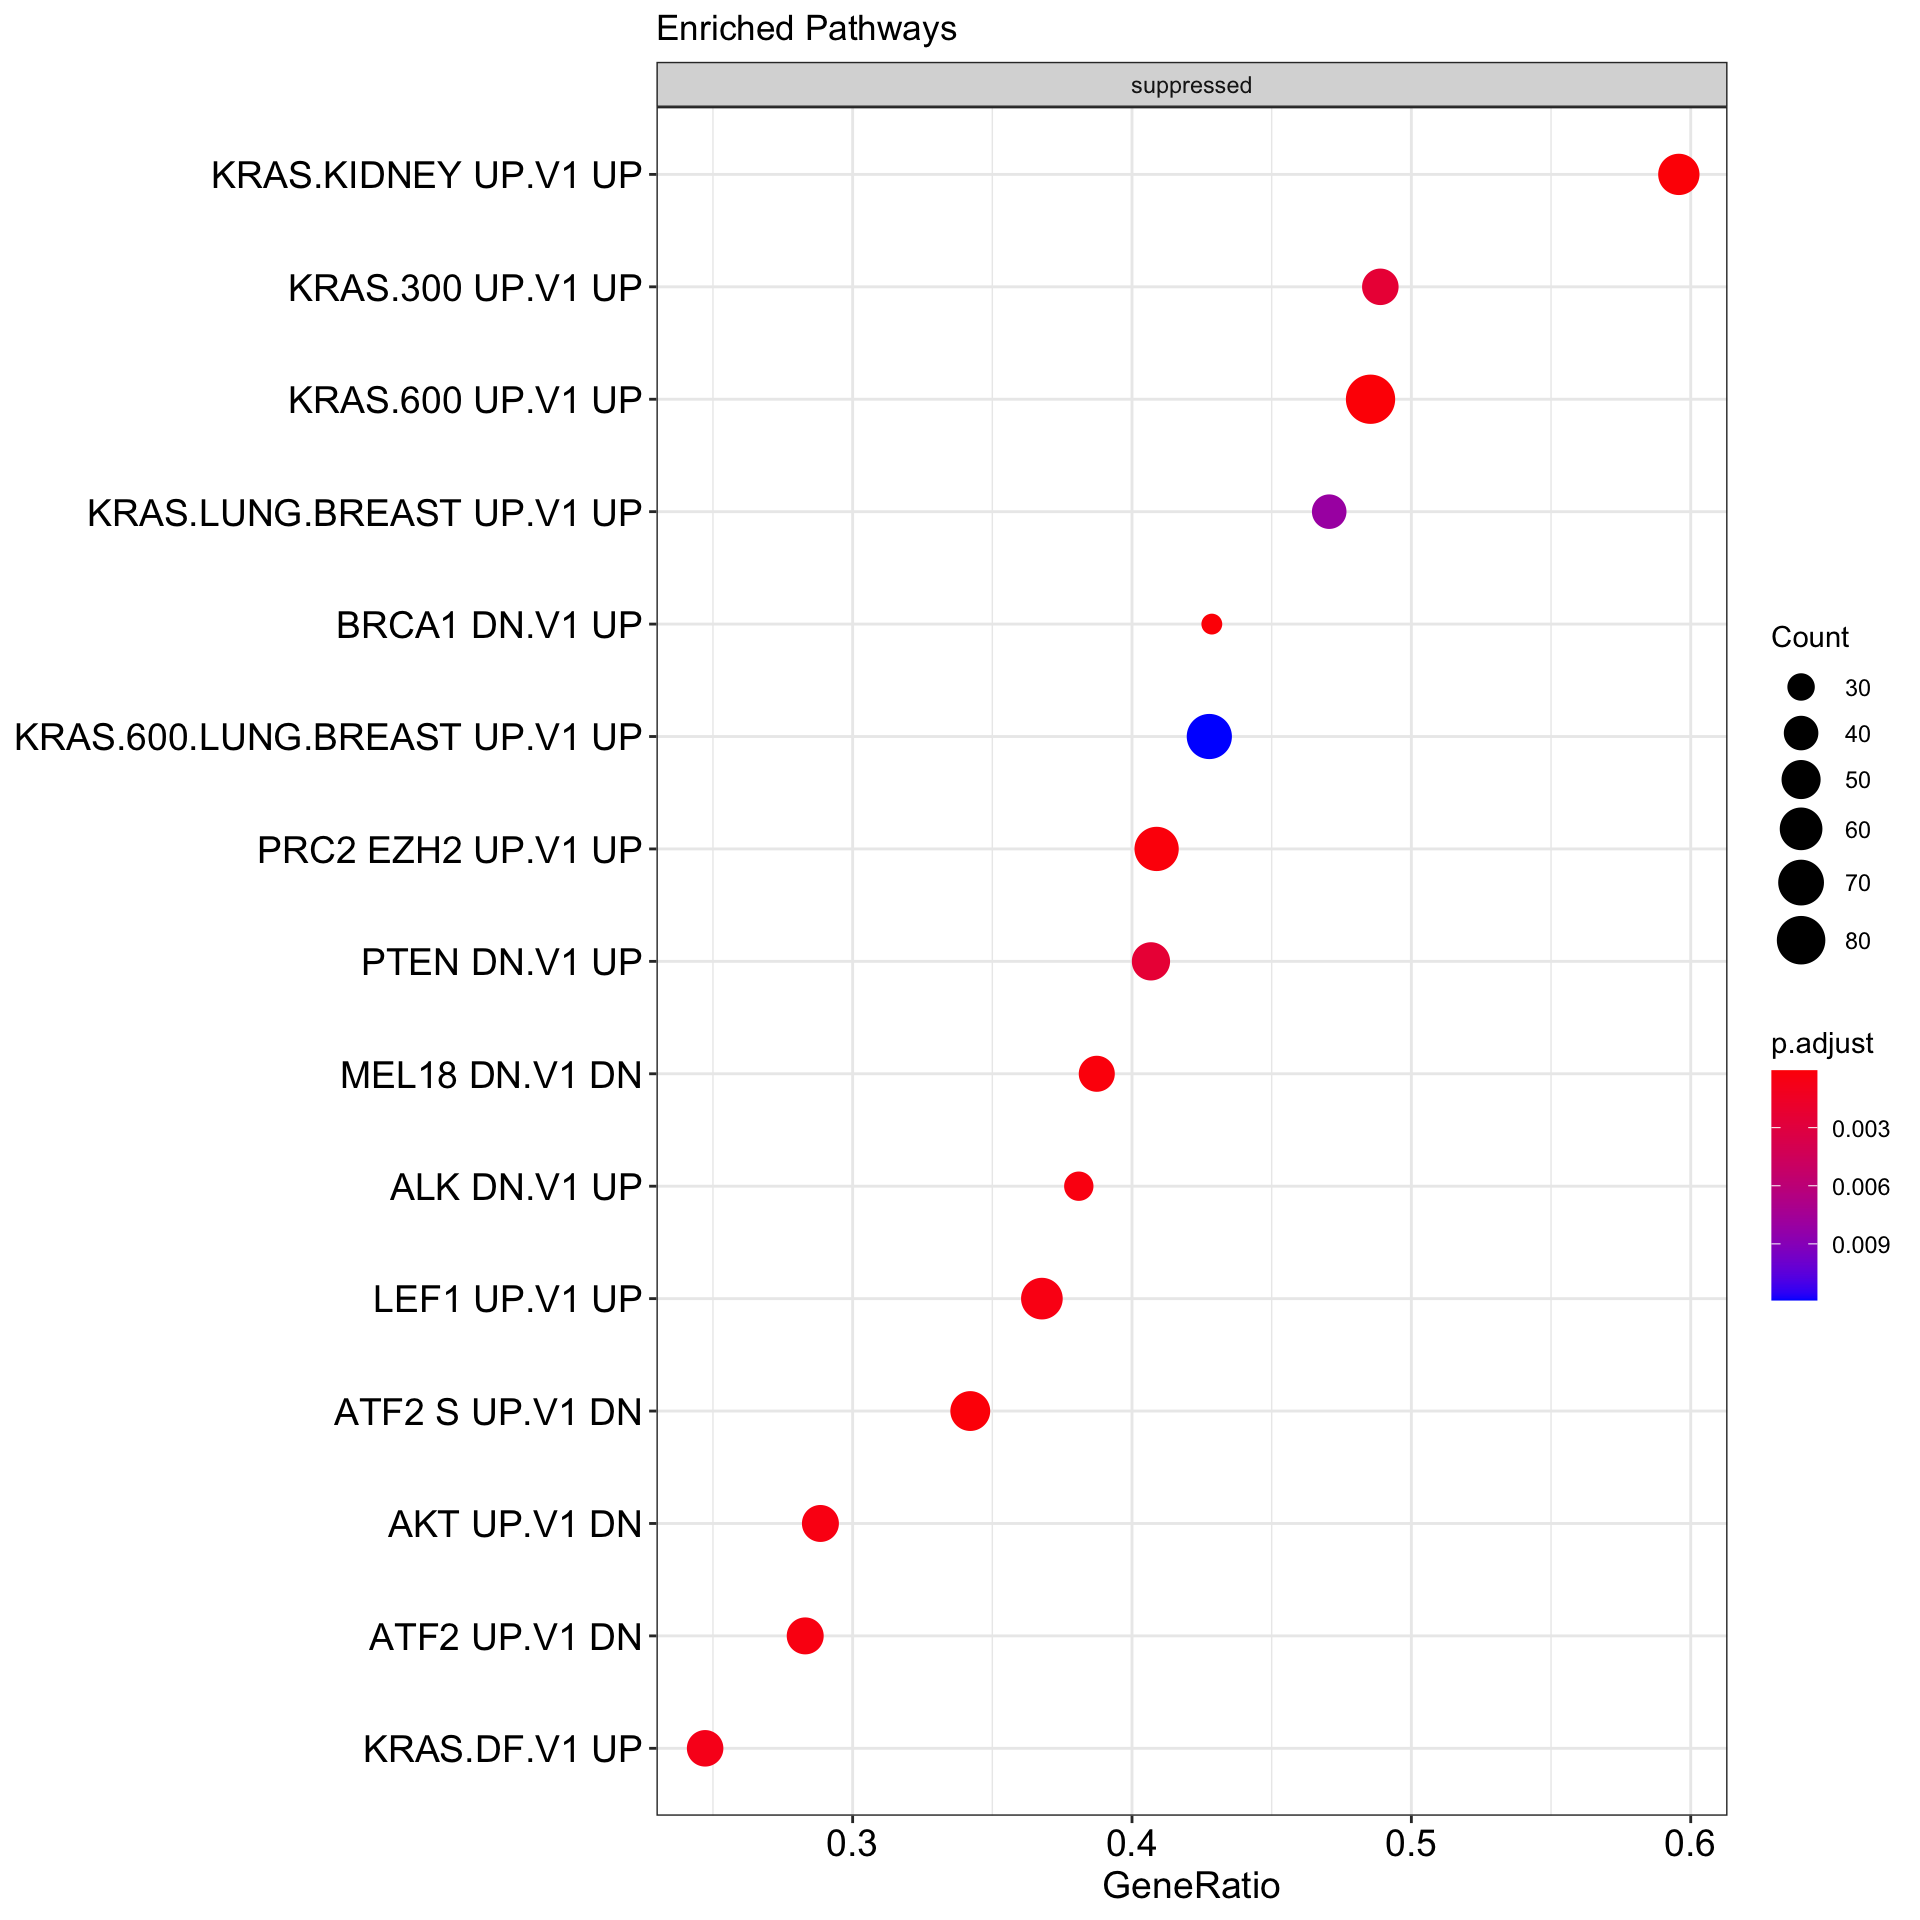 Enriched Pathways
suppressed
KRAS.KIDNEY UP.V1 UP
KRAS.300 UP.V1 UP
KRAS.600 UP.V1 UP
KRAS.LUNG.BREAST UP.V1 UP
BRCA1 DN.V1 UP
KRAS.600.LUNG.BREAST UP.V1 UP
PRC2 EZH2 UP.V1 UP
PTEN DN.V1 UP
MEL18 DN.V1 DN
ALK DN.V1 UP
LEF1 UP.V1 UP
ATF2 S UP.V1 DN
AKT UP.V1 DN
ATF2 UP.V1 DN
KRAS.DF.V1 UP
0.3 0.4 0.5 0.6
GeneRatio
Count
30
40
50
60
70
80
p.adjust
0.003
0.006
0.009